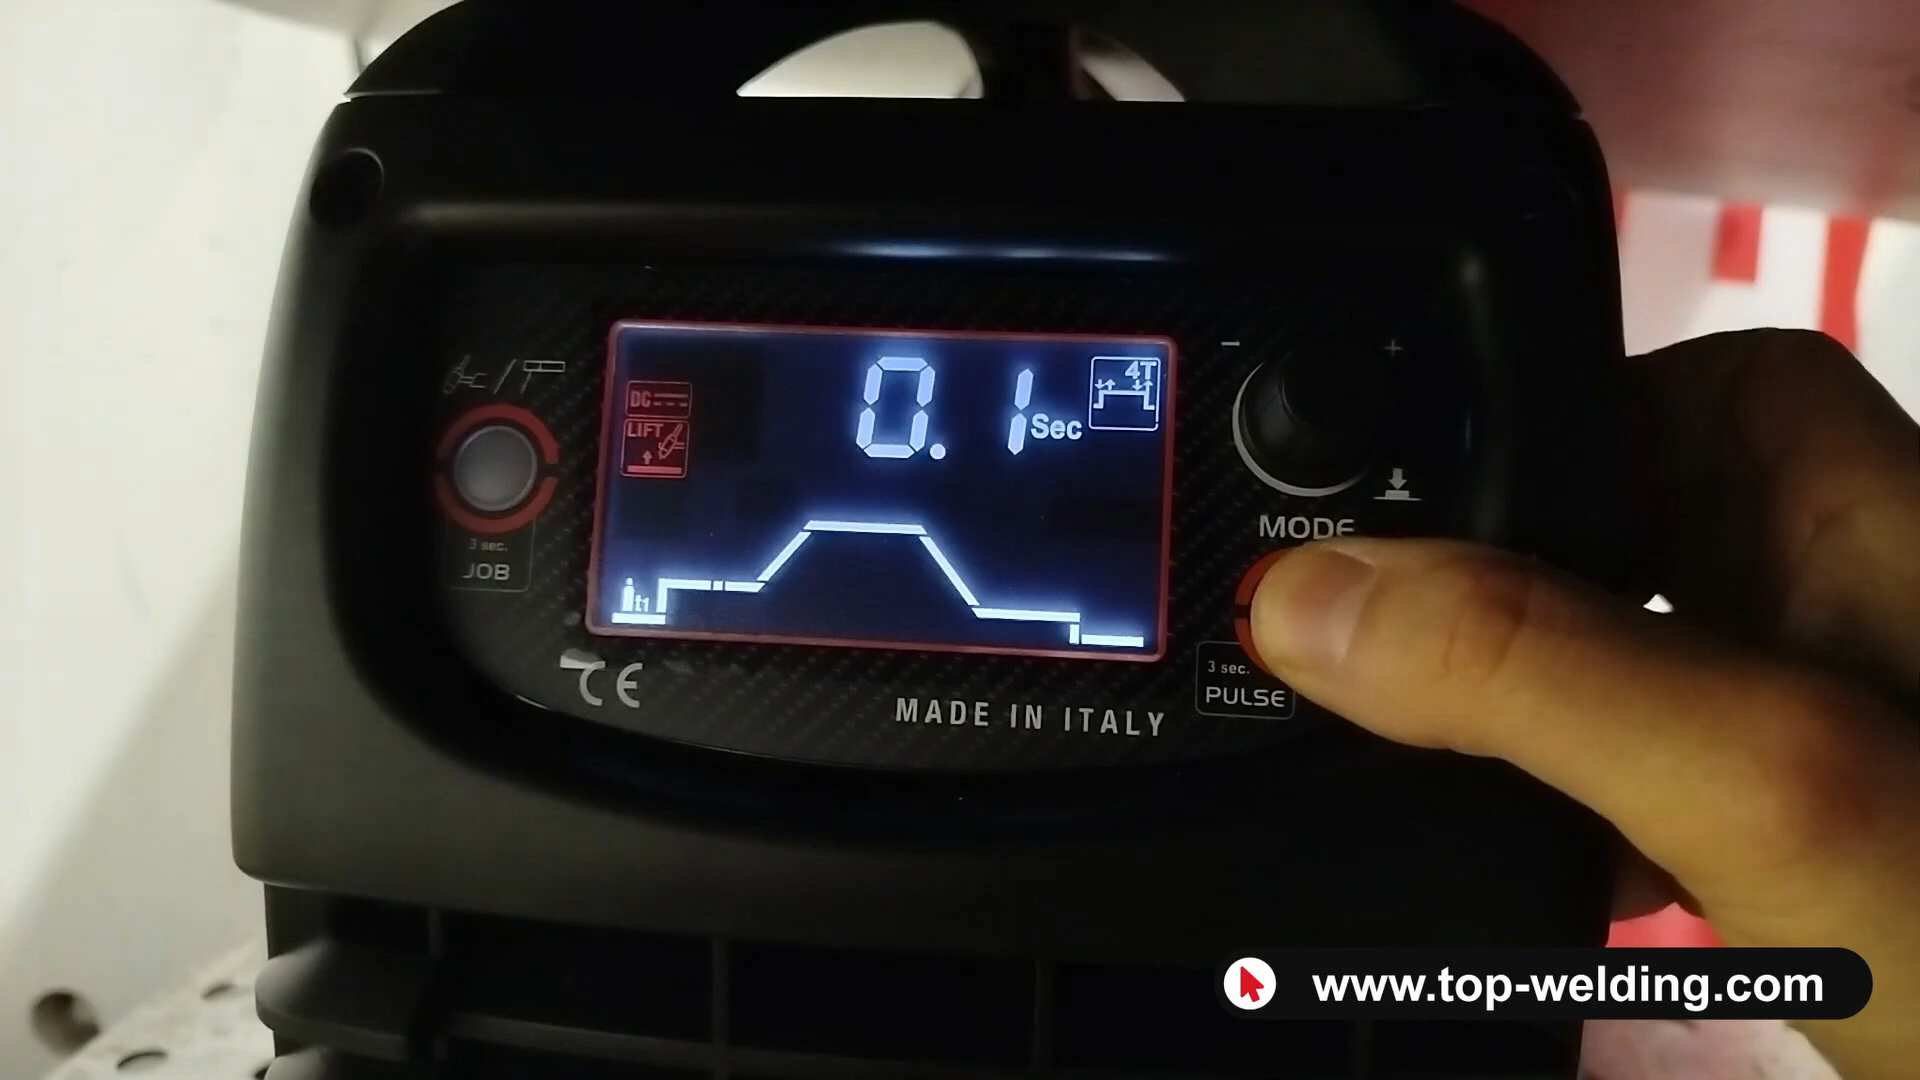 4T
DC
0.1 Sec
LIFT
t1
MODE
3 sec.
JOB
3 sec.
PULSE
CE
MADE IN ITALY
www.top-welding.com